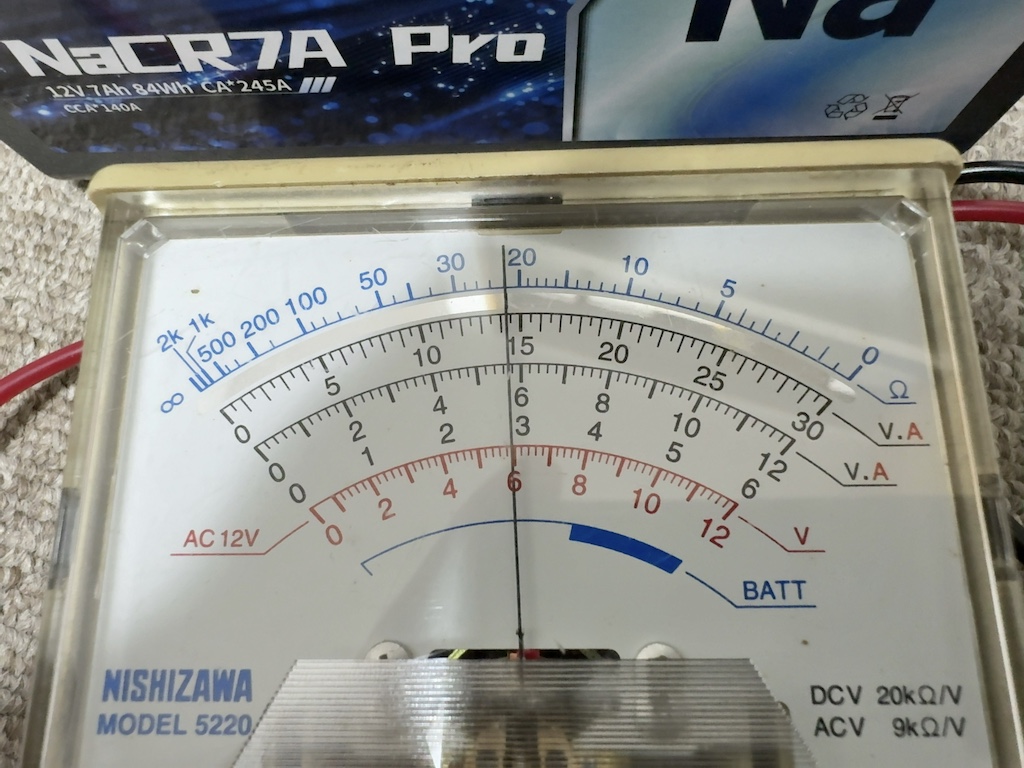 NaCR7A Pro
12V 7Ah 84Wh CA*245A
CCA*140A
Na
∞ 2k 1k 500 200 100 50 30 20 10 5 0 Ω
0 5 10 15 20 25 30 V.A
0 2 4 6 8 10 12 V.A
0 1 2 3 4 5 6
AC 12V 0 2 4 6 8 10 12 V
BATT
NISHIZAWA
MODEL 5220
DCV 20kΩ/V
ACV 9kΩ/V